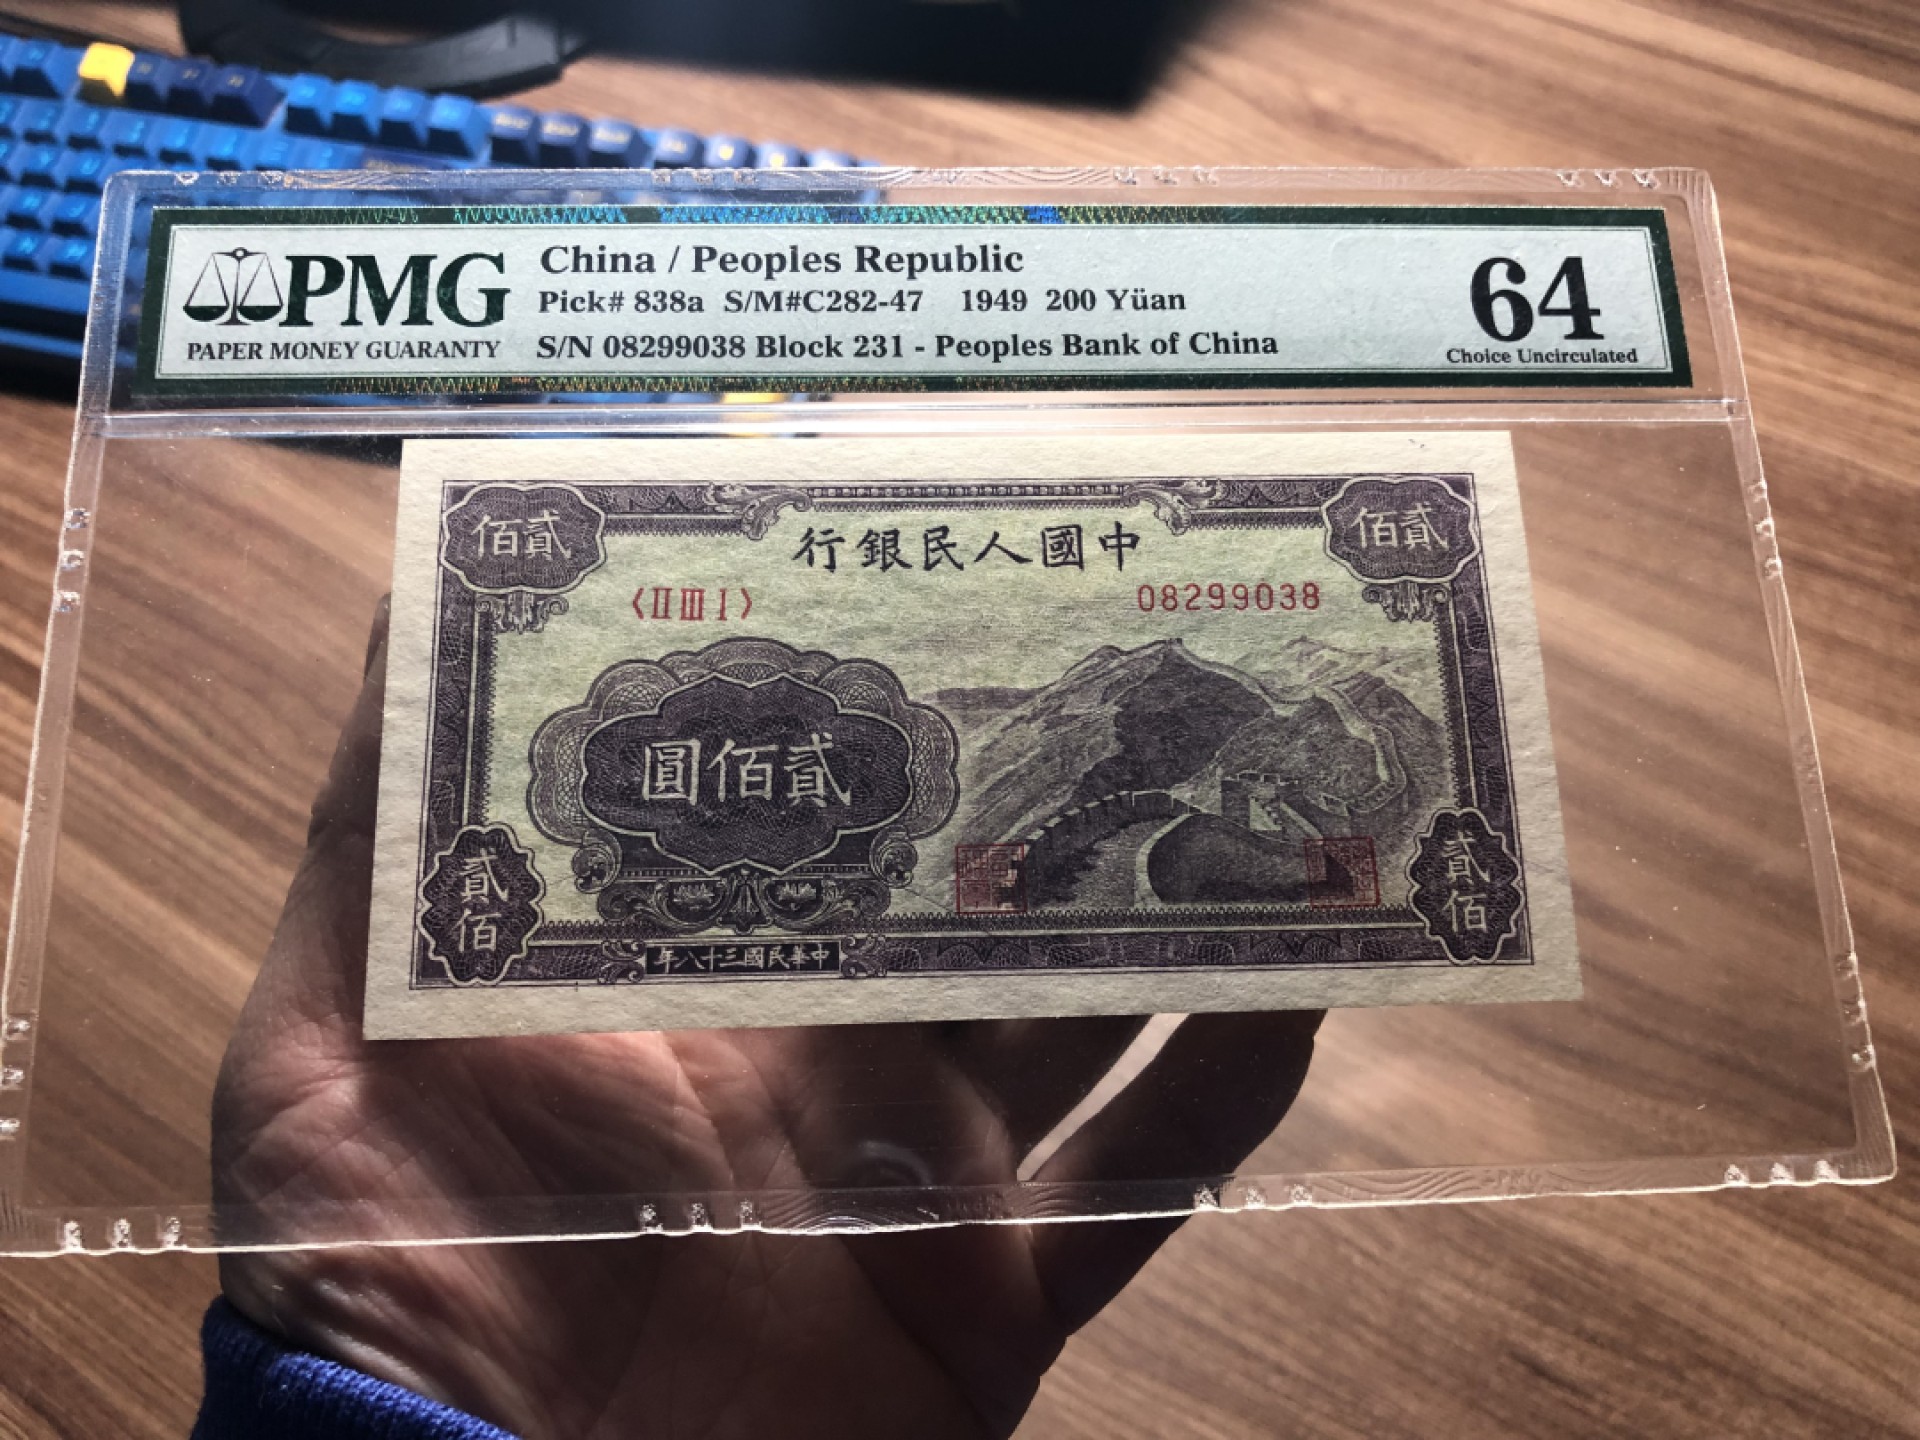 PMG
PAPER MONEY GUARANTY
China / Peoples Republic
Pick# 838a S/M#C282-47 1949 200 Yüan
S/N 08299038 Block 231 - Peoples Bank of China
64
Choice Uncirculated
佰貳
行銀民人國中
佰貳
〈II III I〉
08299038
圓佰貳
貳佰
貳佰
年八十三國民華中